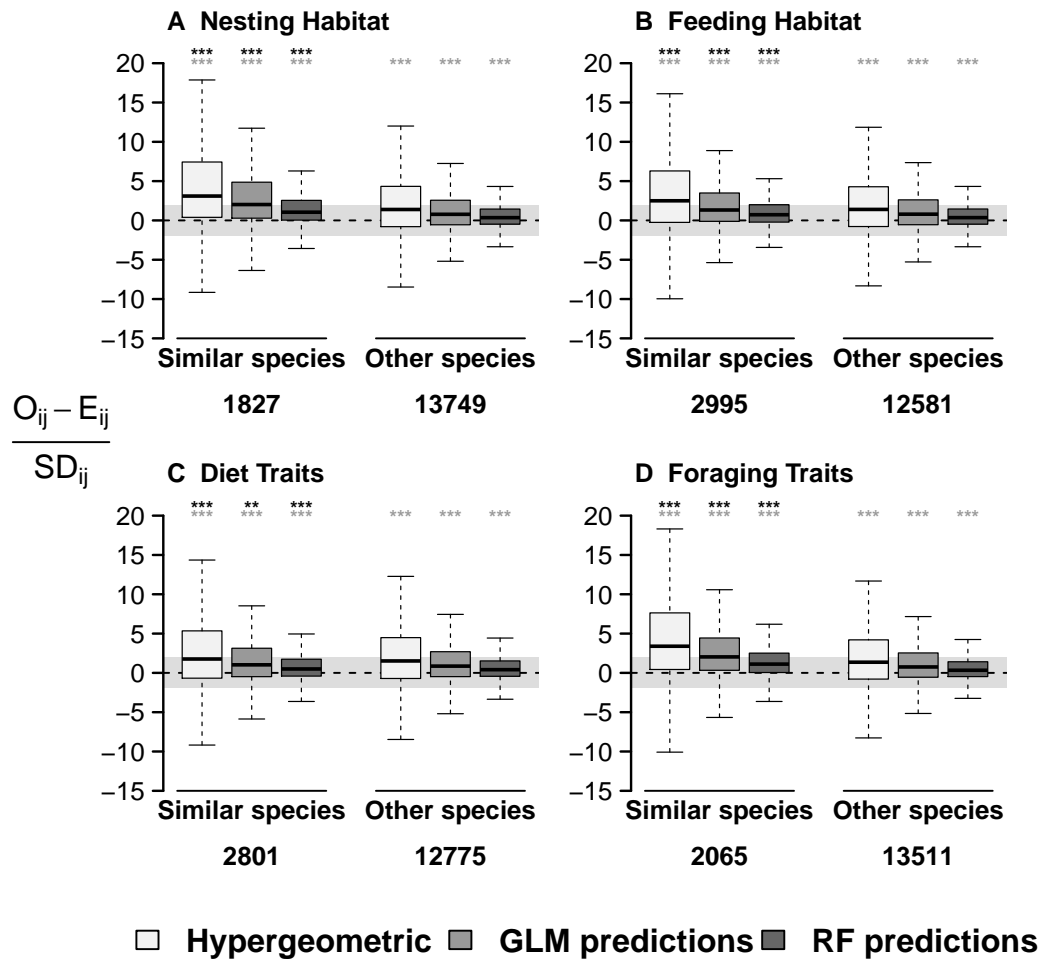 A Nesting Habitat
*** *** ***
*** *** *** *** *** ***
20
15
10
5
0
−5
−10
−15
Similar species Other species
1827 13749
B Feeding Habitat
*** *** ***
*** *** *** *** *** ***
20
15
10
5
0
−5
−10
−15
Similar species Other species
2995 12581
Oij − Eij
SDij
C Diet Traits
*** ** ***
*** *** *** *** *** ***
20
15
10
5
0
−5
−10
−15
Similar species Other species
2801 12775
D Foraging Traits
*** *** ***
*** *** *** *** *** ***
20
15
10
5
0
−5
−10
−15
Similar species Other species
2065 13511
Hypergeometric GLM predictions RF predictions